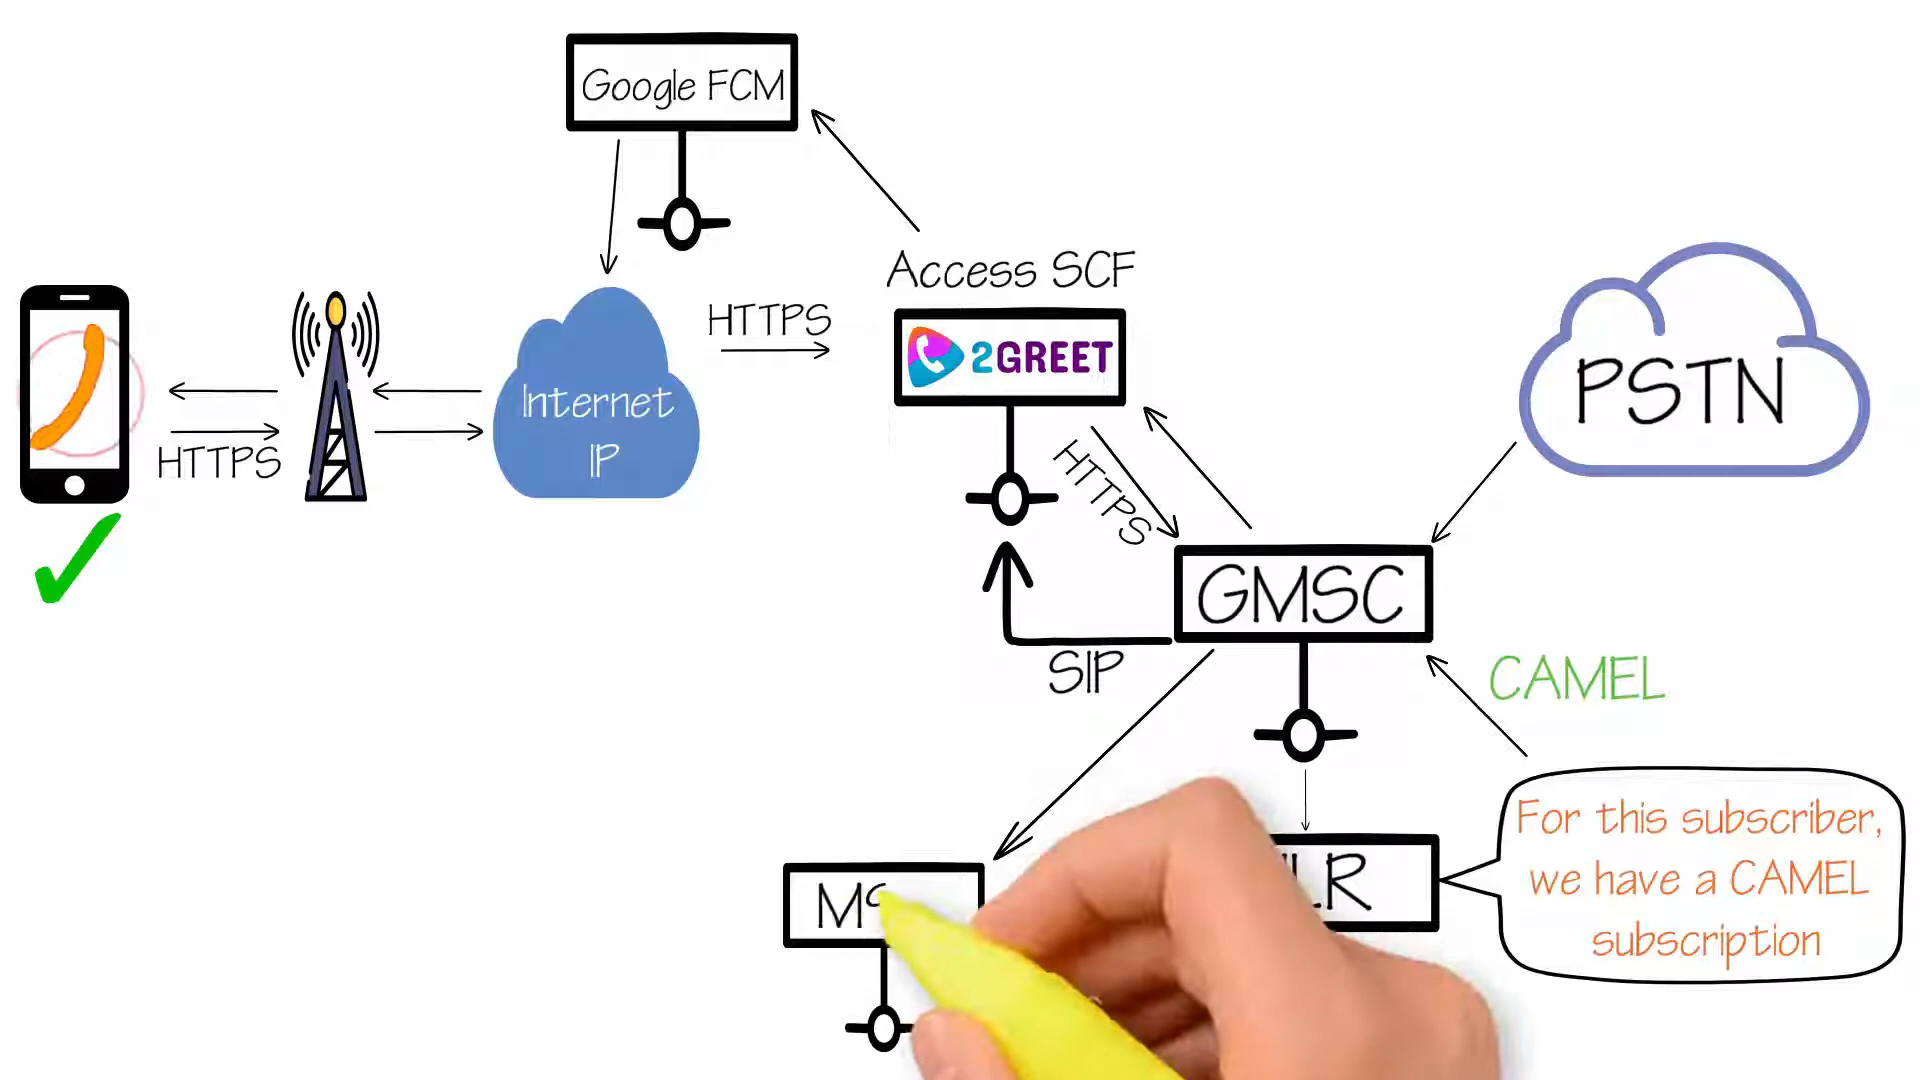 Google FCM
Access SCF
HTTPS
2GREET
Internet
IP
HTTPS
HTTPS
PSTN
GMSC
SIP
CAMEL
For this subscriber,
we have a CAMEL
subscription